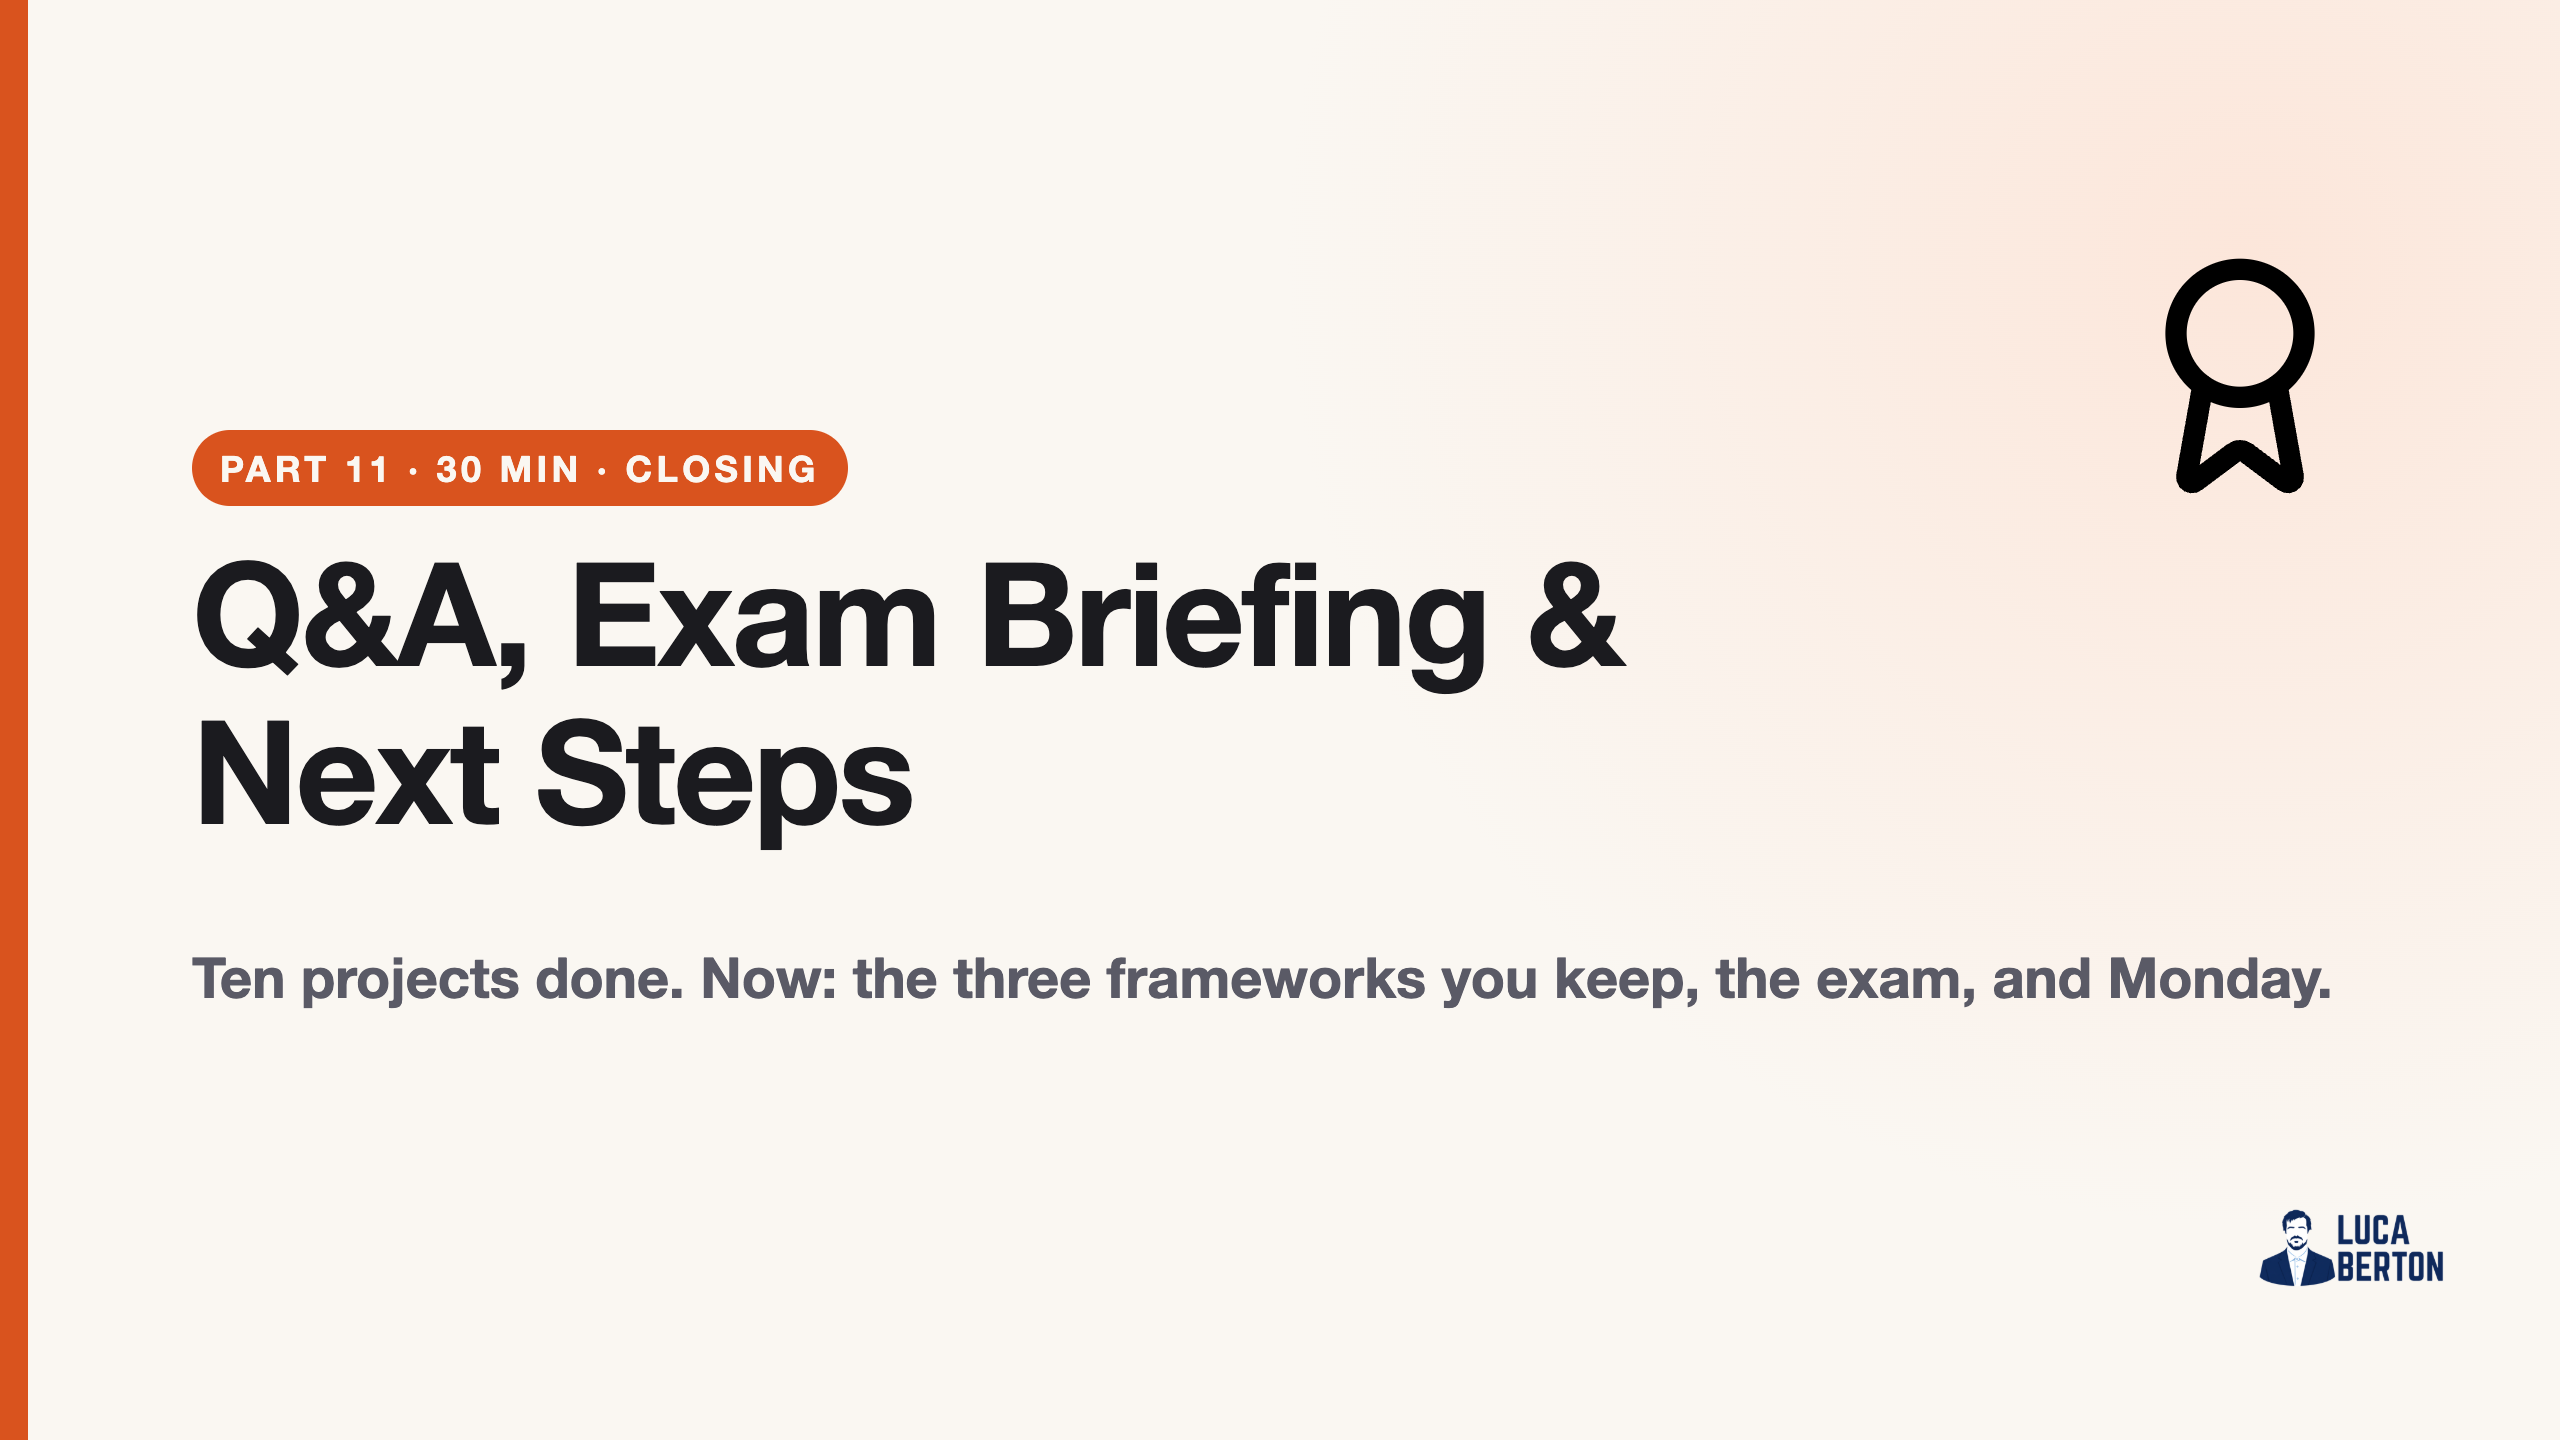 PART 11 · 30 MIN · CLOSING
Q&A, Exam Briefing &
Next Steps
Ten projects done. Now: the three frameworks you keep, the exam, and Monday.
LUCA
BERTON